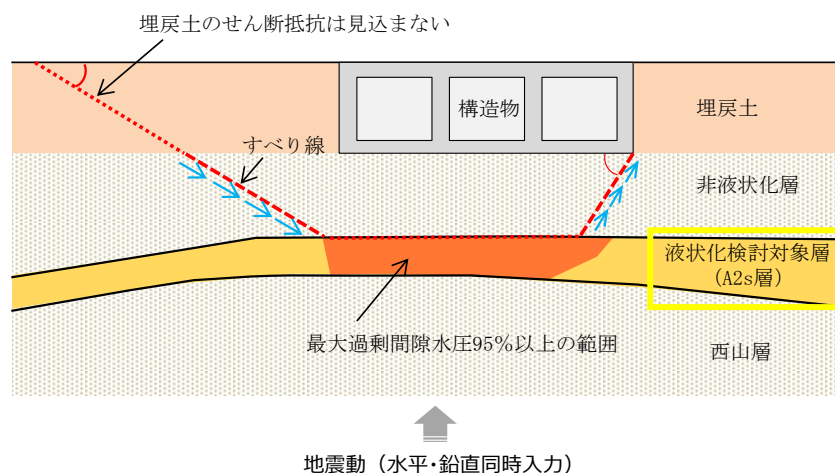 埋戻土のせん断抵抗は見込まない
構造物
埋戻土
すべり線
非液状化層
液状化検討対象層
（A2s層）
最大過剰間隙水圧95％以上の範囲
西山層
地震動（水平・鉛直同時入力）